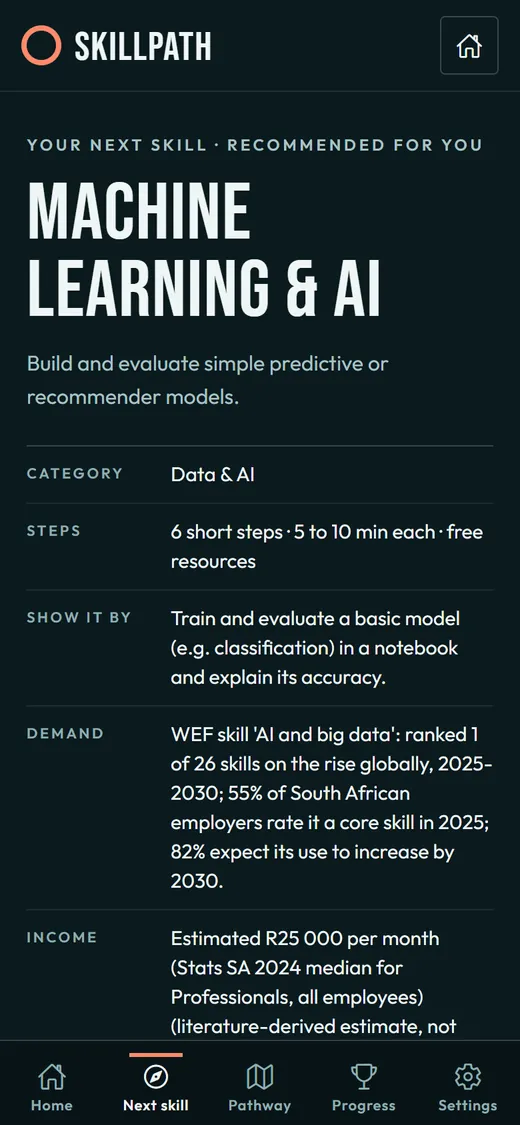 SKILLPATH
YOUR NEXT SKILL · RECOMMENDED FOR YOU
MACHINE
LEARNING & AI
Build and evaluate simple predictive or
recommender models.
CATEGORY
Data & AI
STEPS
6 short steps · 5 to 10 min each · free
resources
SHOW IT BY
Train and evaluate a basic model
(e.g. classification) in a notebook
and explain its accuracy.
DEMAND
WEF skill 'AI and big data': ranked 1
of 26 skills on the rise globally, 2025-
2030; 55% of South African
employers rate it a core skill in 2025;
82% expect its use to increase by
2030.
INCOME
Estimated R25 000 per month
(Stats SA 2024 median for
Professionals, all employees)
(literature-derived estimate, not
Home
Next skill
Pathway
Progress
Settings